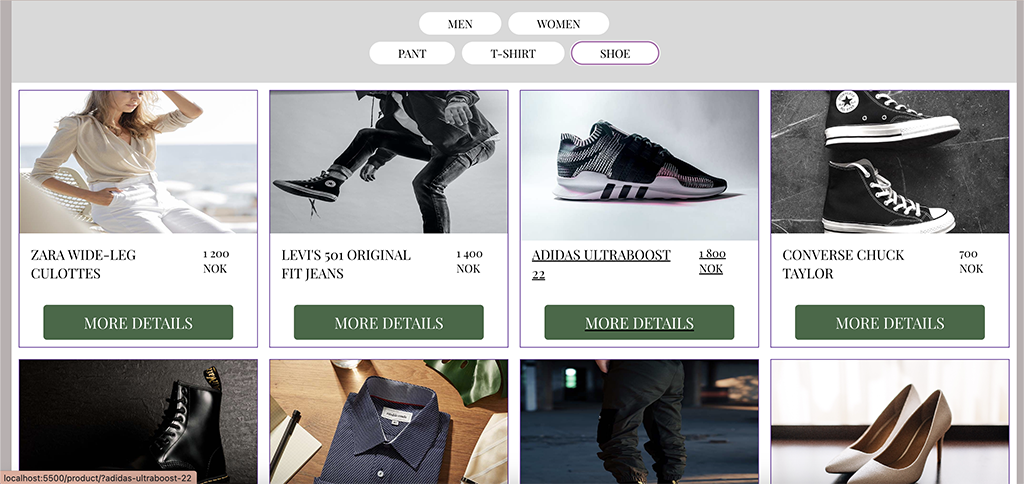 MEN WOMEN
PANT T-SHIRT SHOE
ZARA WIDE-LEG
CULOTTES
1 200
NOK
LEVI'S 501 ORIGINAL
FIT JEANS
1 400
NOK
ADIDAS ULTRABOOST
22
1 800
NOK
CONVERSE CHUCK
TAYLOR
700
NOK
MORE DETAILS
MORE DETAILS
MORE DETAILS
MORE DETAILS
localhost:5500/product/?adidas-ultraboost-22